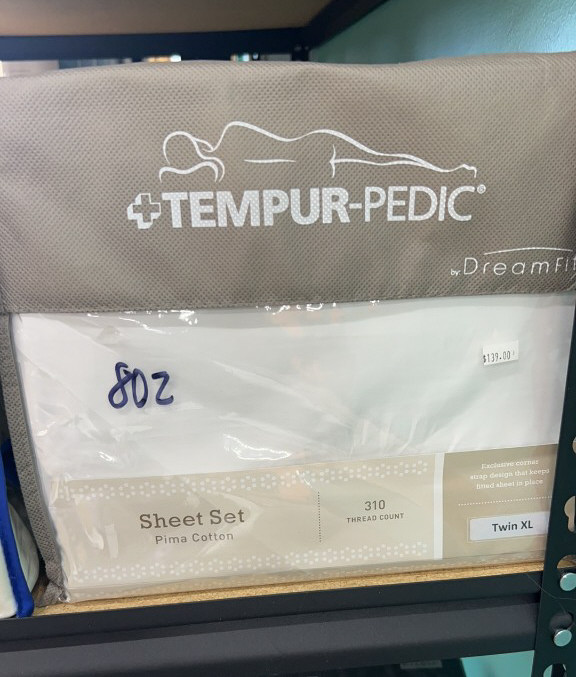 TEMPUR-PEDIC®
by DreamFit
$139.00
802
Exclusive corner
strap design that keeps
fitted sheet in place
310
THREAD COUNT
Sheet Set
Pima Cotton
Twin XL